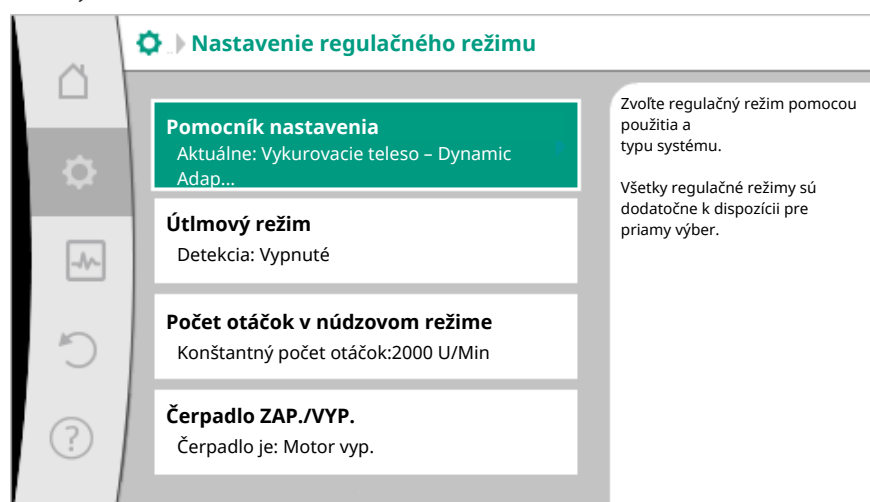 Nastavenie regulačného režimu
Pomocník nastavenia
Aktuálne: Vykurovacie teleso – Dynamic
Adap...
Útlmový režim
Detekcia: Vypnuté
Počet otáčok v núdzovom režime
Konštantný počet otáčok:2000 U/Min
Čerpadlo ZAP./VYP.
Čerpadlo je: Motor vyp.
Zvoľte regulačný režim pomocou
použitia a
typu systému.
Všetky regulačné režimy sú
dodatočne k dispozícii pre
priamy výber.